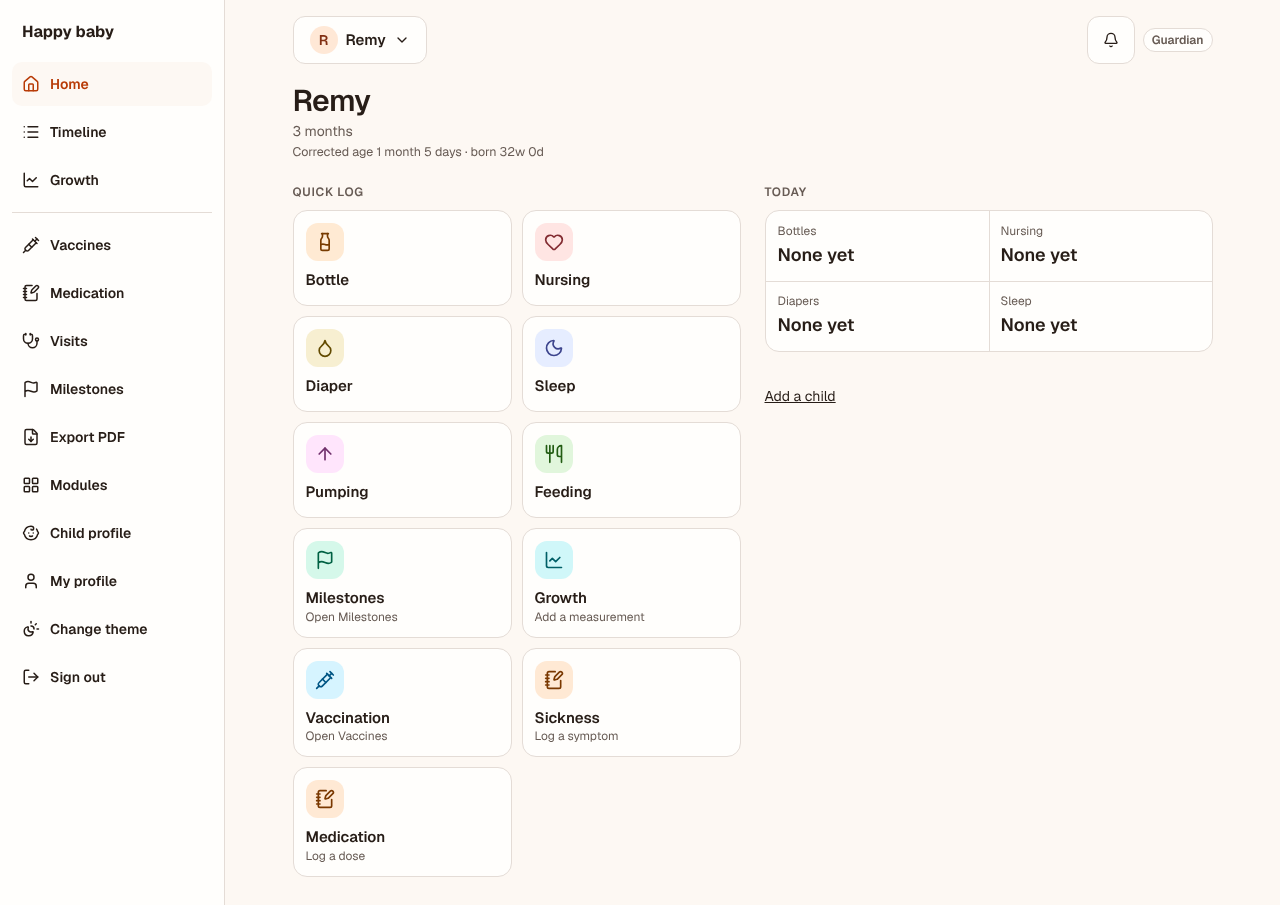 Happy baby
Home
Timeline
Growth
Vaccines
Medication
Visits
Milestones
Export PDF
Modules
Child profile
My profile
Change theme
Sign out
R Remy
Guardian
Remy
3 months
Corrected age 1 month 5 days · born 32w 0d
QUICK LOG
Bottle
Nursing
Diaper
Sleep
Pumping
Feeding
Milestones
Open Milestones
Growth
Add a measurement
Vaccination
Open Vaccines
Sickness
Log a symptom
Medication
Log a dose
TODAY
Bottles
None yet
Nursing
None yet
Diapers
None yet
Sleep
None yet
Add a child